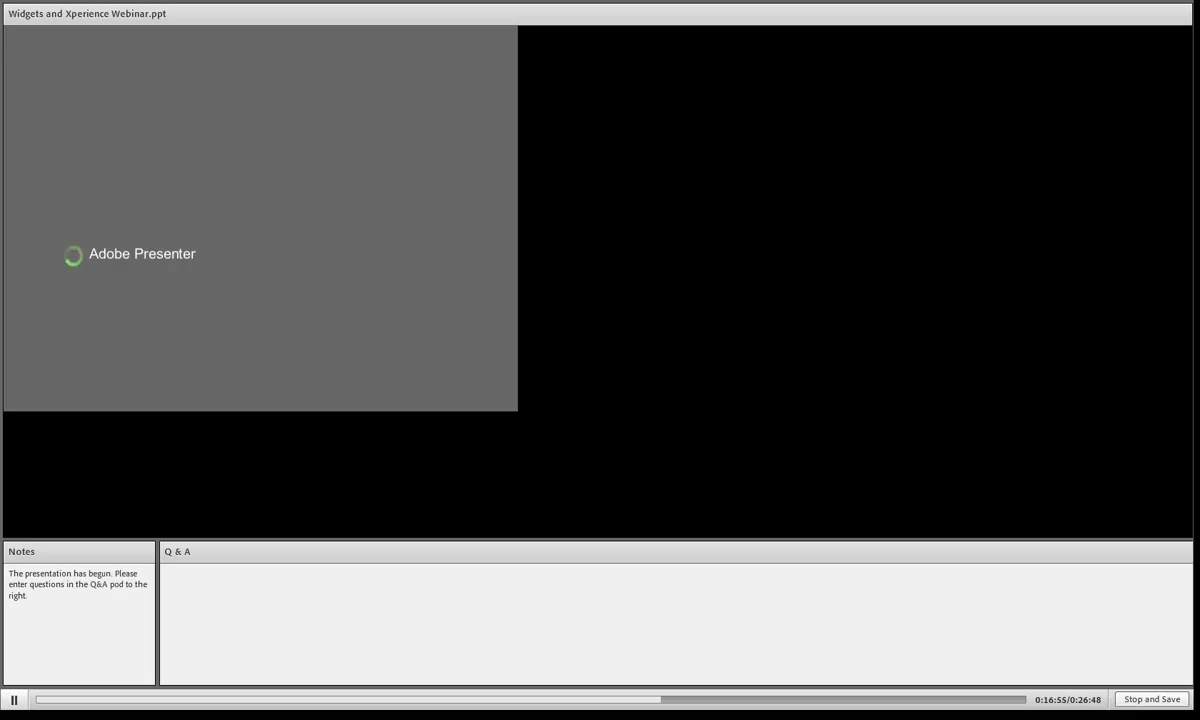 Widgets and Xperience Webinar.ppt
Adobe Presenter
Notes
The presentation has begun. Please
enter questions in the Q&A pod to the
right.
Q & A
0:16:55/0:26:48
Stop and Save